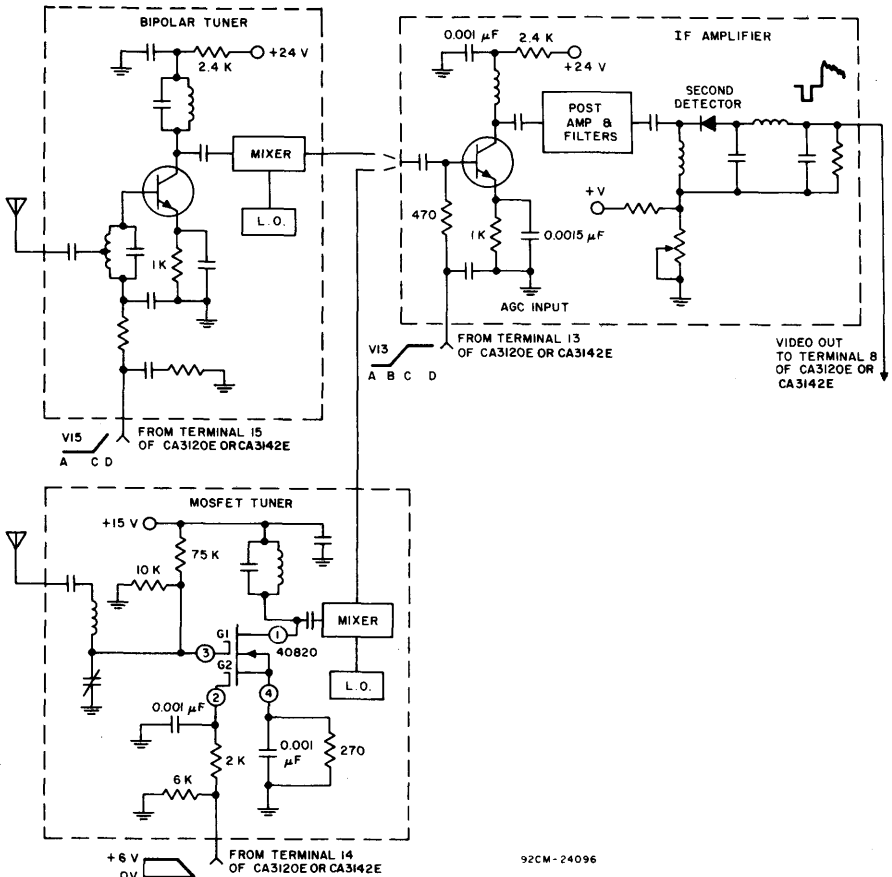 BIPOLAR TUNER
+24 V
2.4 K
MIXER
L.O.
1K
V15
A C D
FROM TERMINAL 15
OF CA3120E OR CA3142E
0.001 µF
2.4 K
+24 V
IF AMPLIFIER
POST
AMP &
FILTERS
SECOND
DETECTOR
+V
470
1K
0.0015 µF
AGC INPUT
V13
A B C D
FROM TERMINAL 13
OF CA3120E OR CA3142E
VIDEO OUT
TO TERMINAL 8
OF CA3120E OR
CA3142E
MOSFET TUNER
+15 V
75 K
10 K
G1
1
3
40820
G2
2
4
MIXER
L.O.
0.001 µF
2 K
0.001
µF
270
6 K
+6 V
0V
FROM TERMINAL 14
OF CA3120E OR CA3142E
92CM-24096